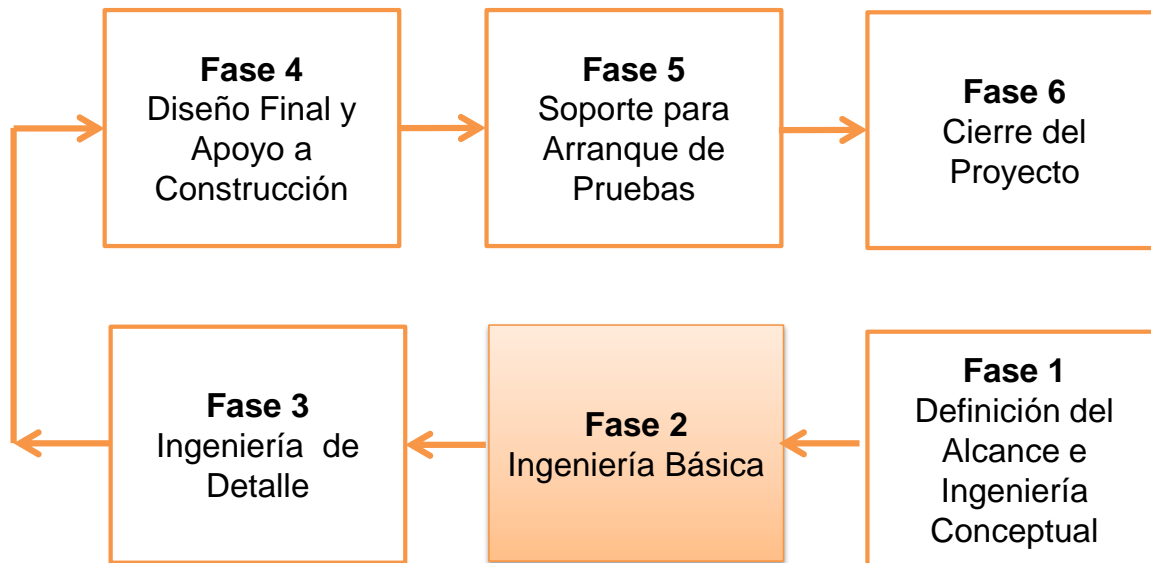 Fase 4
Diseño Final y
Apoyo a
Construcción
Fase 5
Soporte para
Arranque de
Pruebas
Fase 6
Cierre del
Proyecto
Fase 3
Ingeniería de
Detalle
Fase 2
Ingeniería Básica
Fase 1
Definición del
Alcance e
Ingeniería
Conceptual